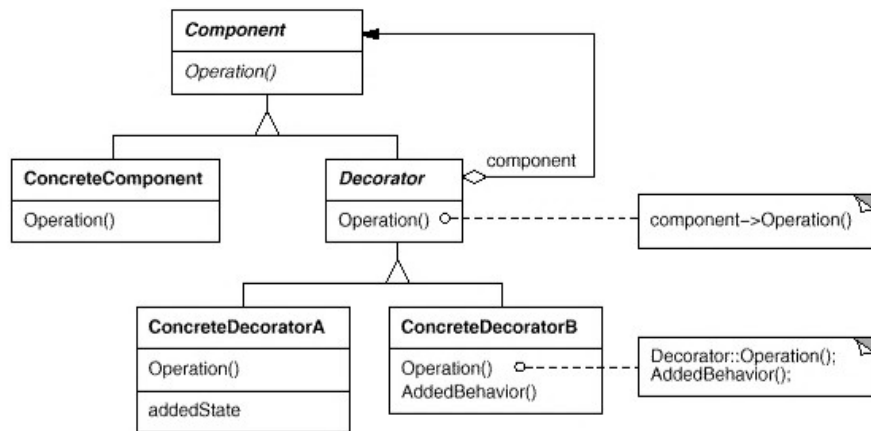 Component
Operation()
component
ConcreteComponent
Operation()
Decorator
Operation()
component->Operation()
ConcreteDecoratorA
Operation()
addedState
ConcreteDecoratorB
Operation()
AddedBehavior()
Decorator::Operation();
AddedBehavior();